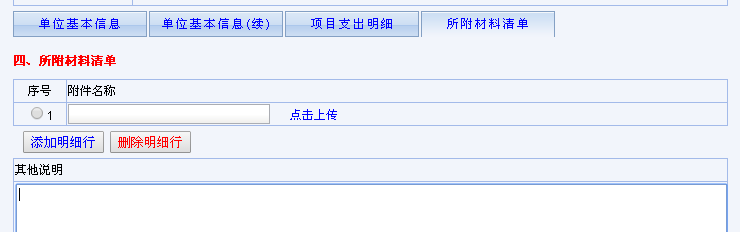 单位基本信息 单位基本信息(续) 项目支出明细 所附材料清单
四、所附材料清单
序号 附件名称
1 点击上传
添加明细行 删除明细行
其他说明